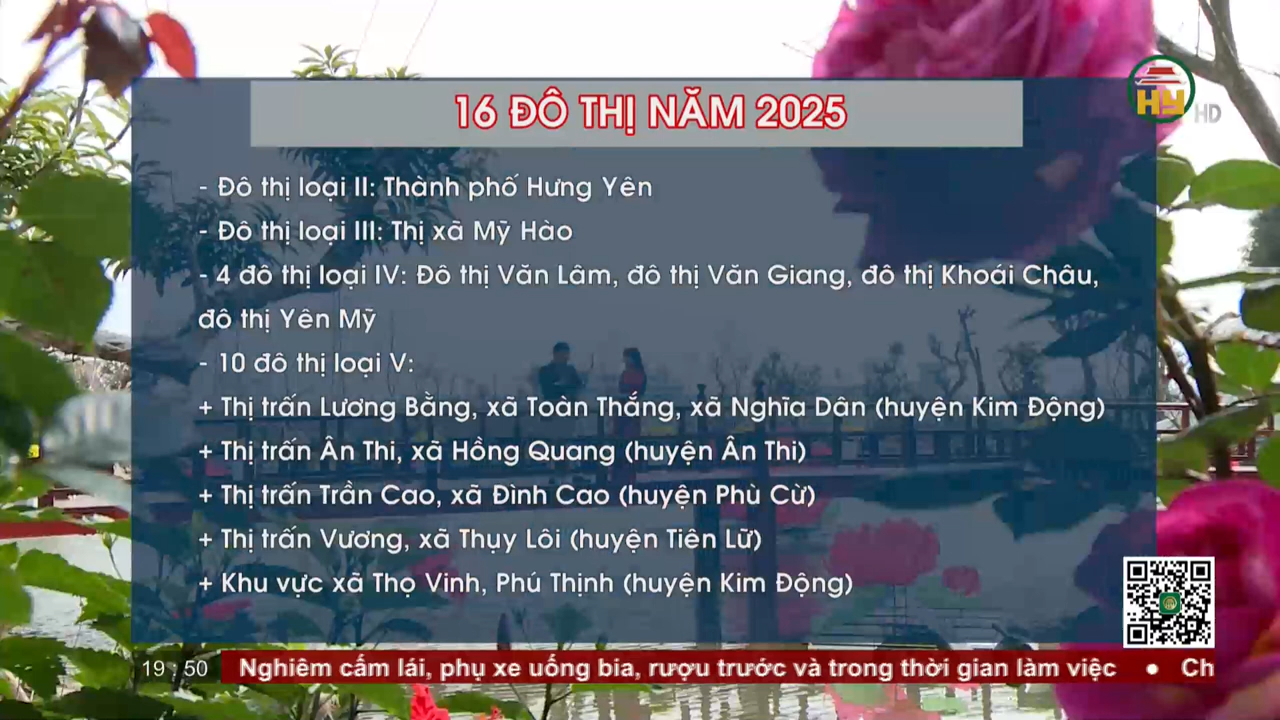 16 ĐÔ THỊ NĂM 2025
HY HD
- Đô thị loại II: Thành phố Hưng Yên
- Đô thị loại III: Thị xã Mỹ Hào
- 4 đô thị loại IV: Đô thị Văn Lâm, đô thị Văn Giang, đô thị Khoái Châu,
đô thị Yên Mỹ
- 10 đô thị loại V:
+ Thị trấn Lương Bằng, xã Toàn Thắng, xã Nghĩa Dân (huyện Kim Động)
+ Thị trấn Ân Thi, xã Hồng Quang (huyện Ân Thi)
+ Thị trấn Trần Cao, xã Đình Cao (huyện Phù Cừ)
+ Thị trấn Vương, xã Thụy Lôi (huyện Tiên Lữ)
+ Khu vực xã Thọ Vinh, Phú Thịnh (huyện Kim Động)
19 : 50 Nghiêm cấm lái, phụ xe uống bia, rượu trước và trong thời gian làm việc • Ch